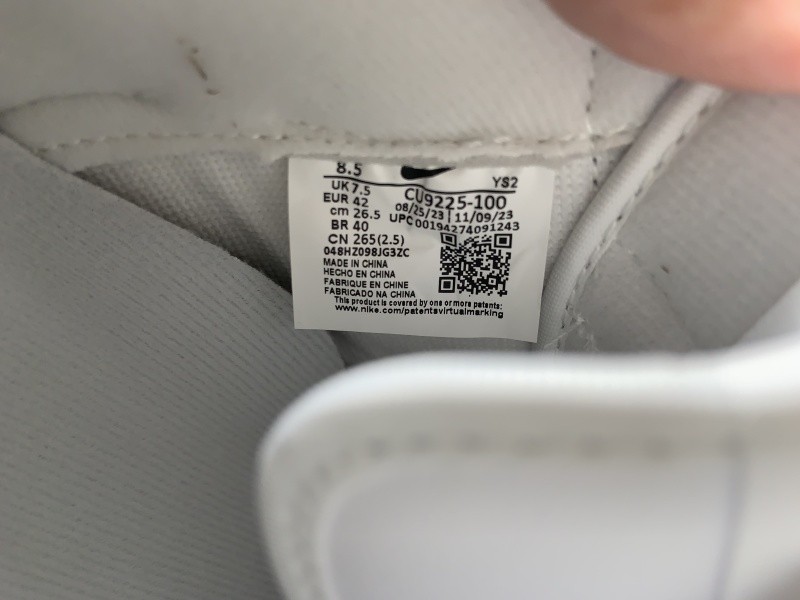 8.5 YS2
UK 7.5 CU9225-100
EUR 42 08/25/23 | 11/09/23
cm 26.5 UPC 00194274091243
BR 40
CN 265(2.5)
048HZ098JG3ZC
MADE IN CHINA
HECHO EN CHINA
FABRIQUE EN CHINE
FABRICADO NA CHINA
This product is covered by one or more patents:
www.nike.com/patentsvirtualmarking